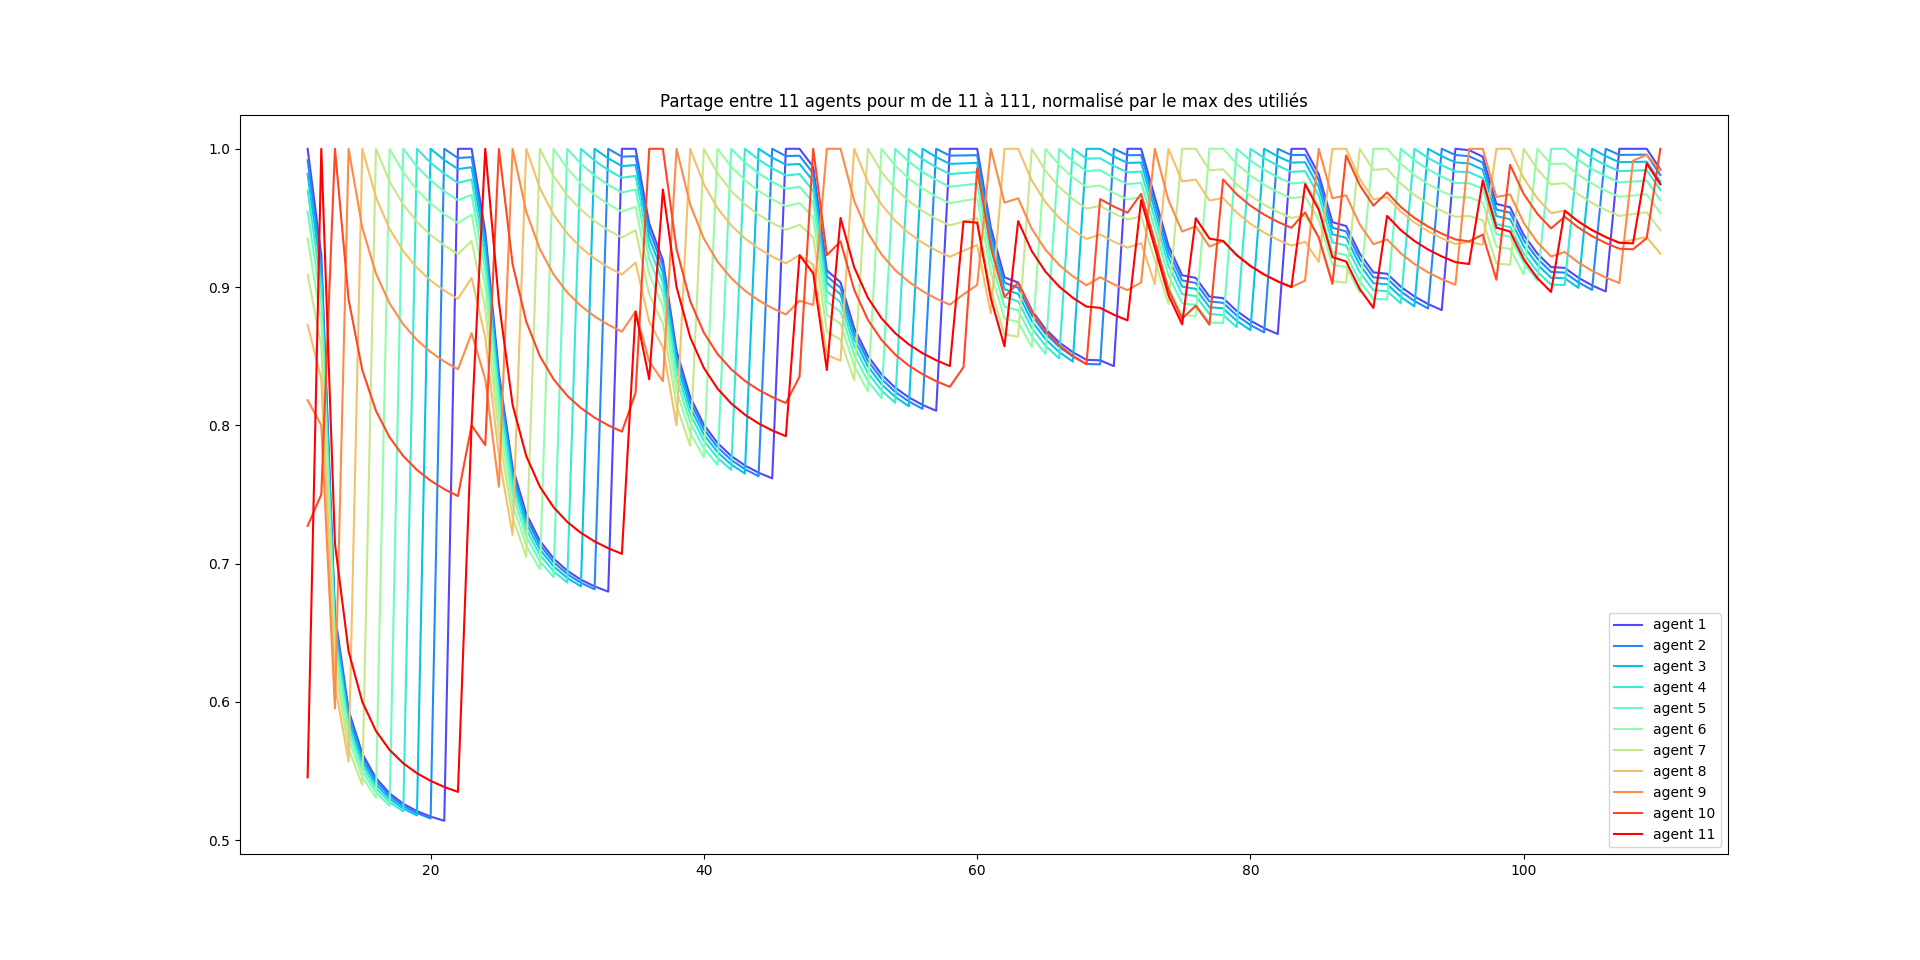 Partage entre 11 agents pour m de 11 à 111, normalisé par le max des utiliés
1.0
0.9
0.8
0.7
0.6
0.5
20
40
60
80
100
agent 1
agent 2
agent 3
agent 4
agent 5
agent 6
agent 7
agent 8
agent 9
agent 10
agent 11